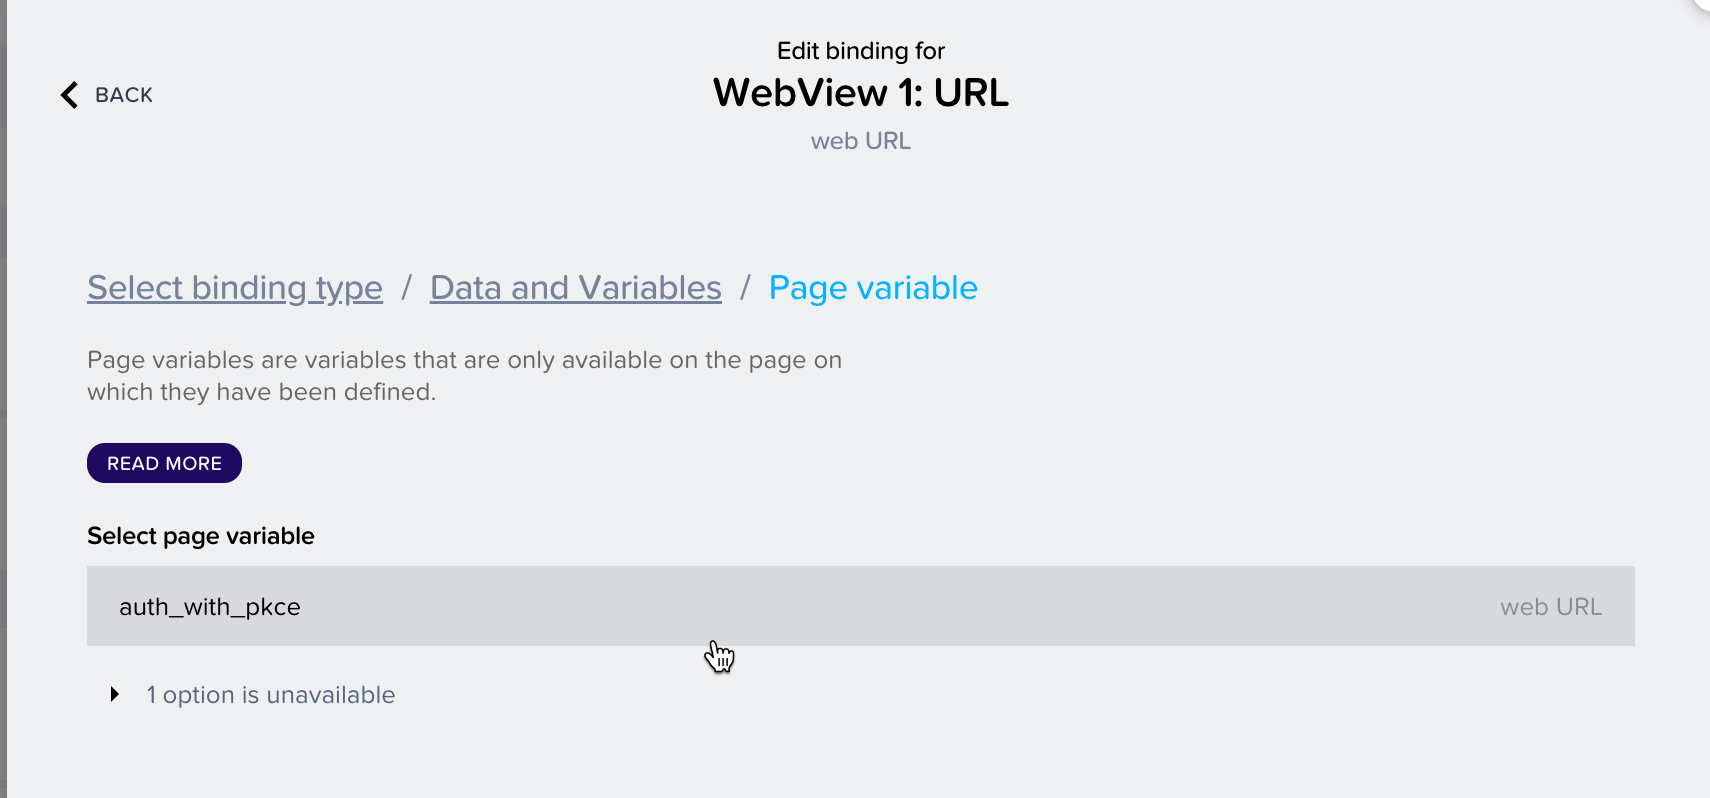 Edit binding for
BACK
WebView 1: URL
web URL
Select binding type / Data and Variables / Page variable
Page variables are variables that are only available on the page on
which they have been defined.
READ MORE
Select page variable
auth_with_pkce web URL
1 option is unavailable